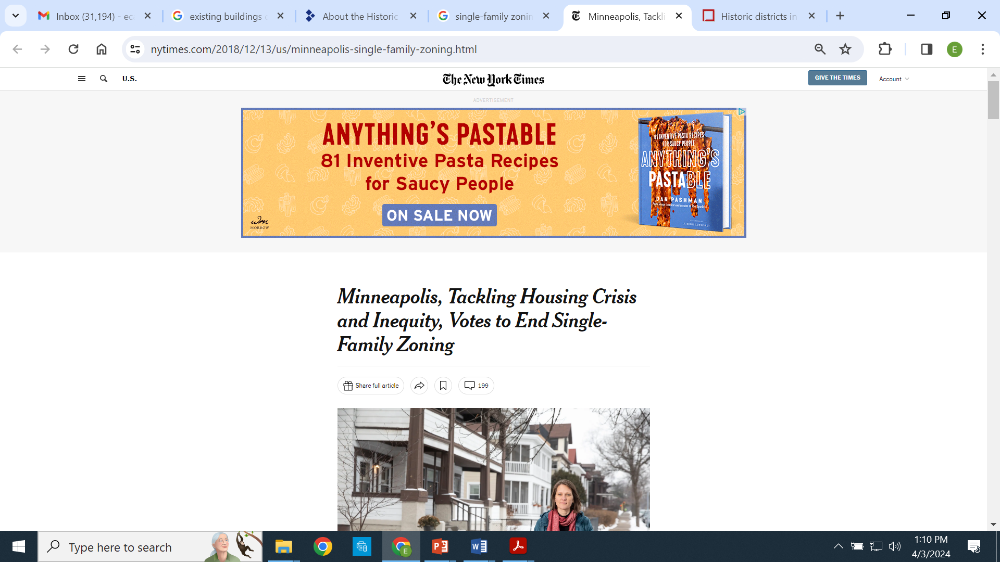 Inbox (31,194) - ec
existing buildings
About the Historic
single-family zonin
Minneapolis, Tackli
Historic districts in
nytimes.com/2018/12/13/us/minneapolis-single-family-zoning.html
E
U.S.
The New York Times
GIVE THE TIMES
Account
ADVERTISEMENT
ANYTHING'S PASTABLE
81 Inventive Pasta Recipes
for Saucy People
ON SALE NOW
wm
MORROW
81 INVENTIVE PASTA RECIPES
FOR SAUCY PEOPLE
ANYTHING'S
PASTABLE
DAN PASHMAN
Minneapolis, Tackling Housing Crisis
and Inequity, Votes to End Single-
Family Zoning
Share full article
199
Type here to search
E
1:10 PM
4/3/2024